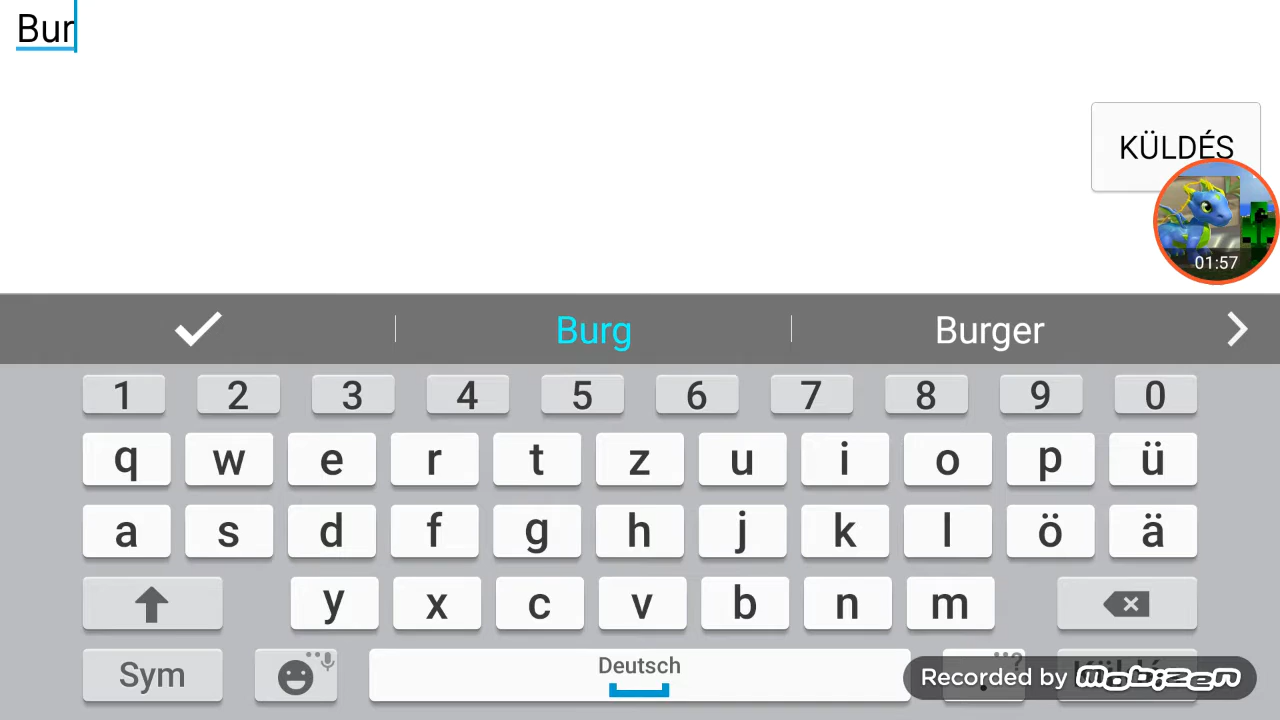 Bur
KÜLDÉS
01:57
Burg Burger
1 2 3 4 5 6 7 8 9 0
q w e r t z u i o p ü
a s d f g h j k l ö ä
y x c v b n m
Sym Deutsch
Recorded by mobizen